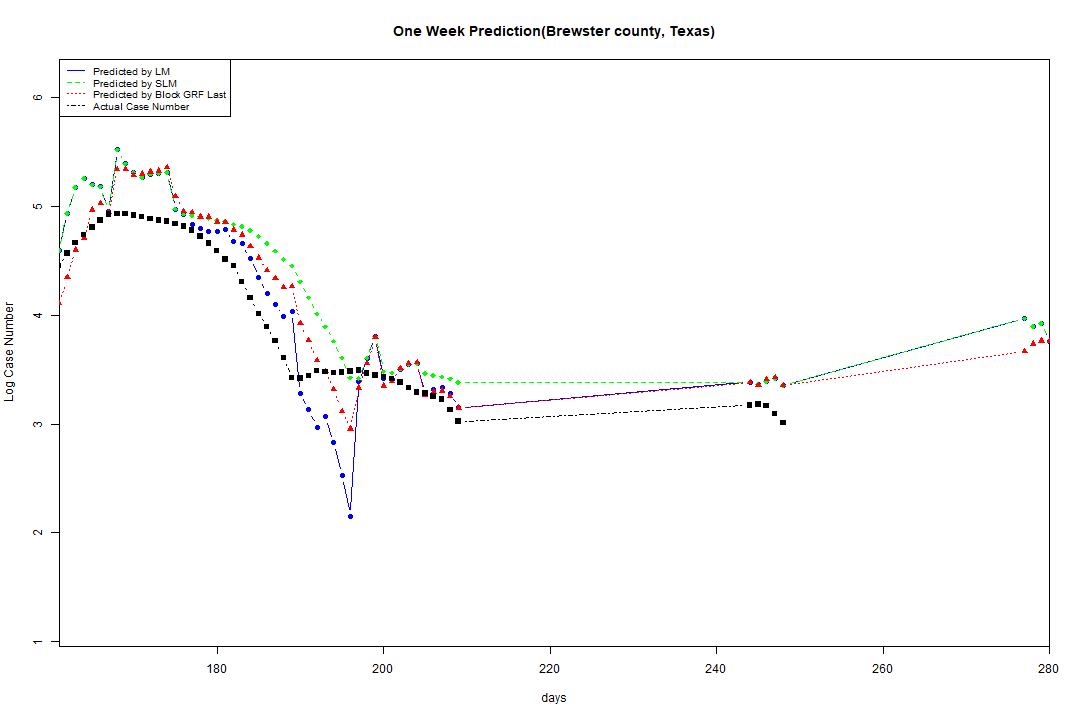 One Week Prediction(Brewster county, Texas)
Predicted by LM
Predicted by SLM
Predicted by Block GRF Last
Actual Case Number
Log Case Number
6
5
4
3
2
1
180 200 220 240 260 280
days